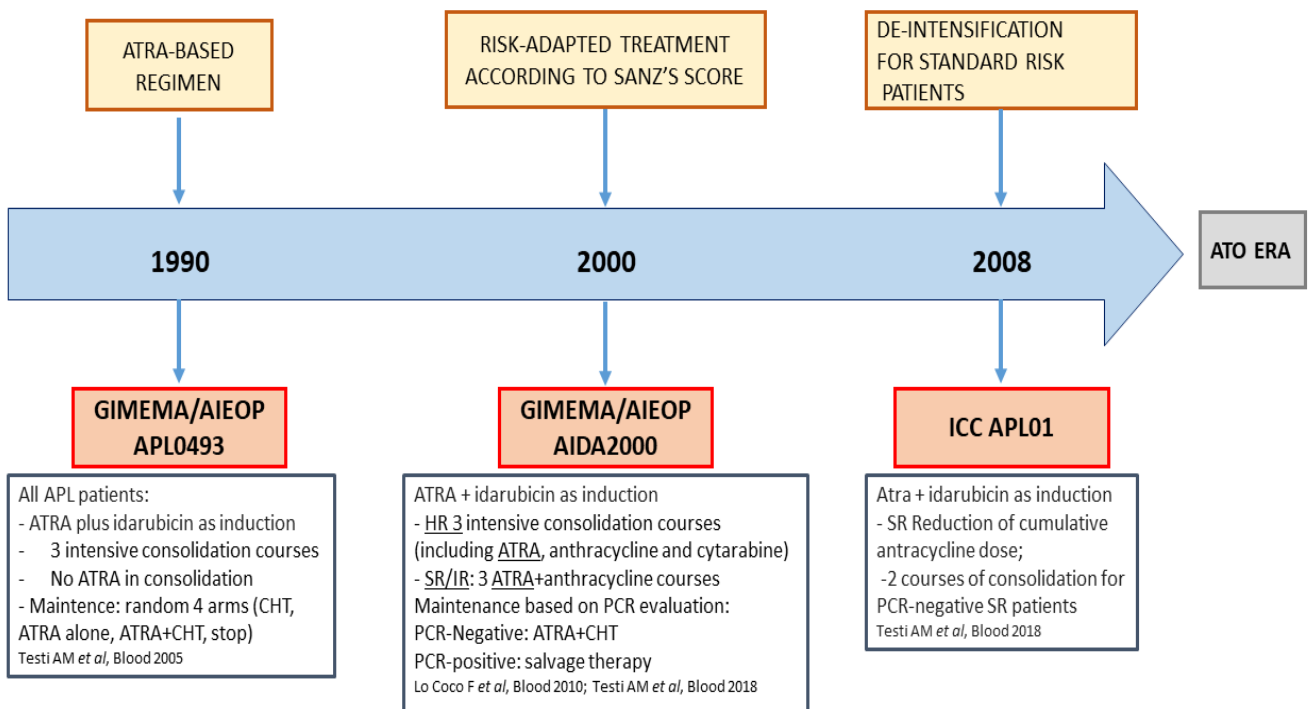 ATRA-BASED
REGIMEN
RISK-ADAPTED TREATMENT
ACCORDING TO SANZ'S SCORE
DE-INTENSIFICATION
FOR STANDARD RISK
PATIENTS
1990
2000
2008
ATO ERA
GIMEMA/AIEOP
APL0493
GIMEMA/AIEOP
AIDA2000
ICC APL01
All APL patients:
- ATRA plus idarubicin as induction
- 3 intensive consolidation courses
- No ATRA in consolidation
- Maintence: random 4 arms (CHT,
ATRA alone, ATRA+CHT, stop)
Testi AM et al, Blood 2005
ATRA + idarubicin as induction
- HR 3 intensive consolidation courses
(including ATRA, anthracycline and cytarabine)
- SR/IR: 3 ATRA+anthracycline courses
Maintenance based on PCR evaluation:
PCR-Negative: ATRA+CHT
PCR-positive: salvage therapy
Lo Coco F et al, Blood 2010; Testi AM et al, Blood 2018
Atra + idarubicin as induction
- SR Reduction of cumulative
antracycline dose;
-2 courses of consolidation for
PCR-negative SR patients
Testi AM et al, Blood 2018